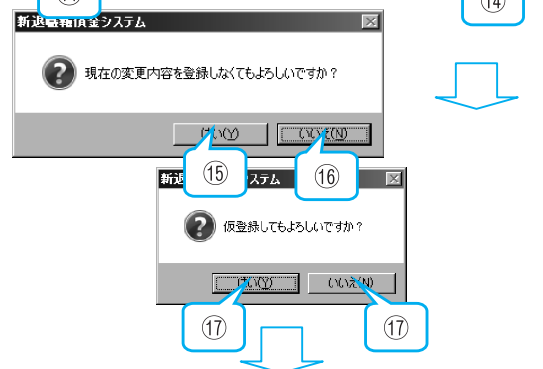 ⑭
新退職報償金システム
現在の変更内容を登録しなくてもよろしいですか？
はい(Y) いいえ(N)
⑮ ⑯
システム
仮登録してもよろしいですか？
はい(Y) いいえ(N)
⑰ ⑰